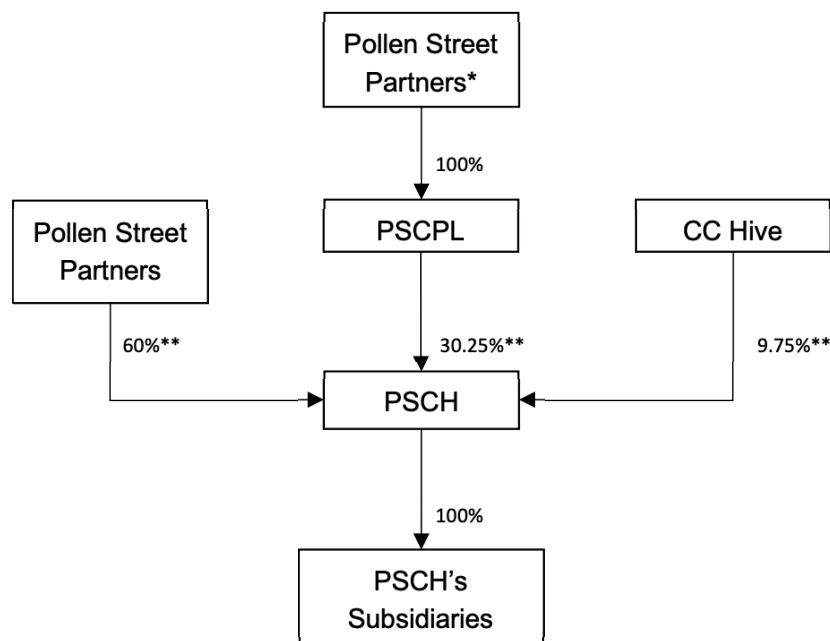 Pollen Street
Partners*
100%
Pollen Street
Partners
PSCPL
CC Hive
60%**
30.25%**
9.75%**
PSCH
100%
PSCH’s
Subsidiaries